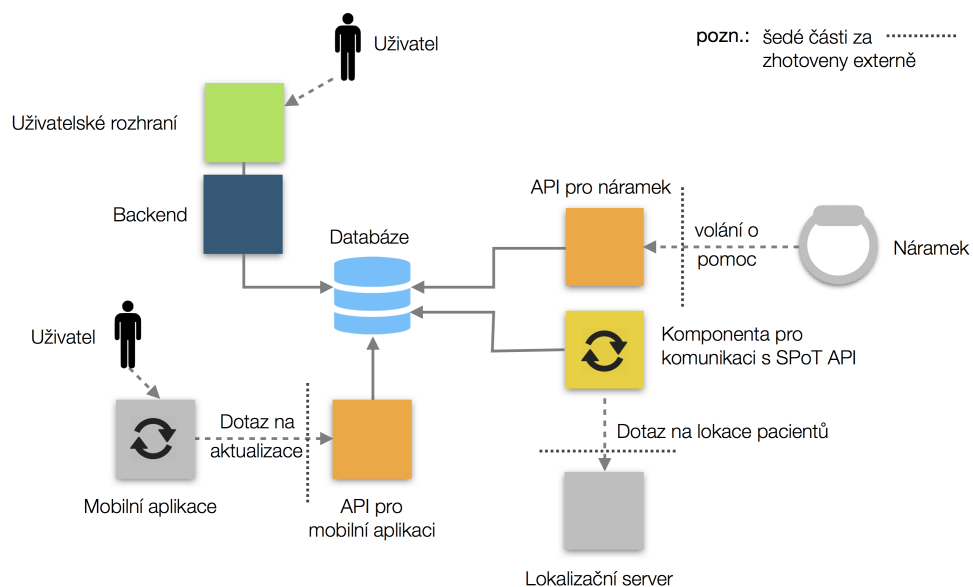 Uživatel
pozn.: šedé části za
zhotoveny externě
Uživatelské rozhraní
Backend
Databáze
API pro náramek
volání o
pomoc
Náramek
Uživatel
Komponenta pro
komunikaci s SPoT API
Dotaz na
aktualizace
Dotaz na lokace pacientů
Mobilní aplikace
API pro
mobilní aplikaci
Lokalizační server